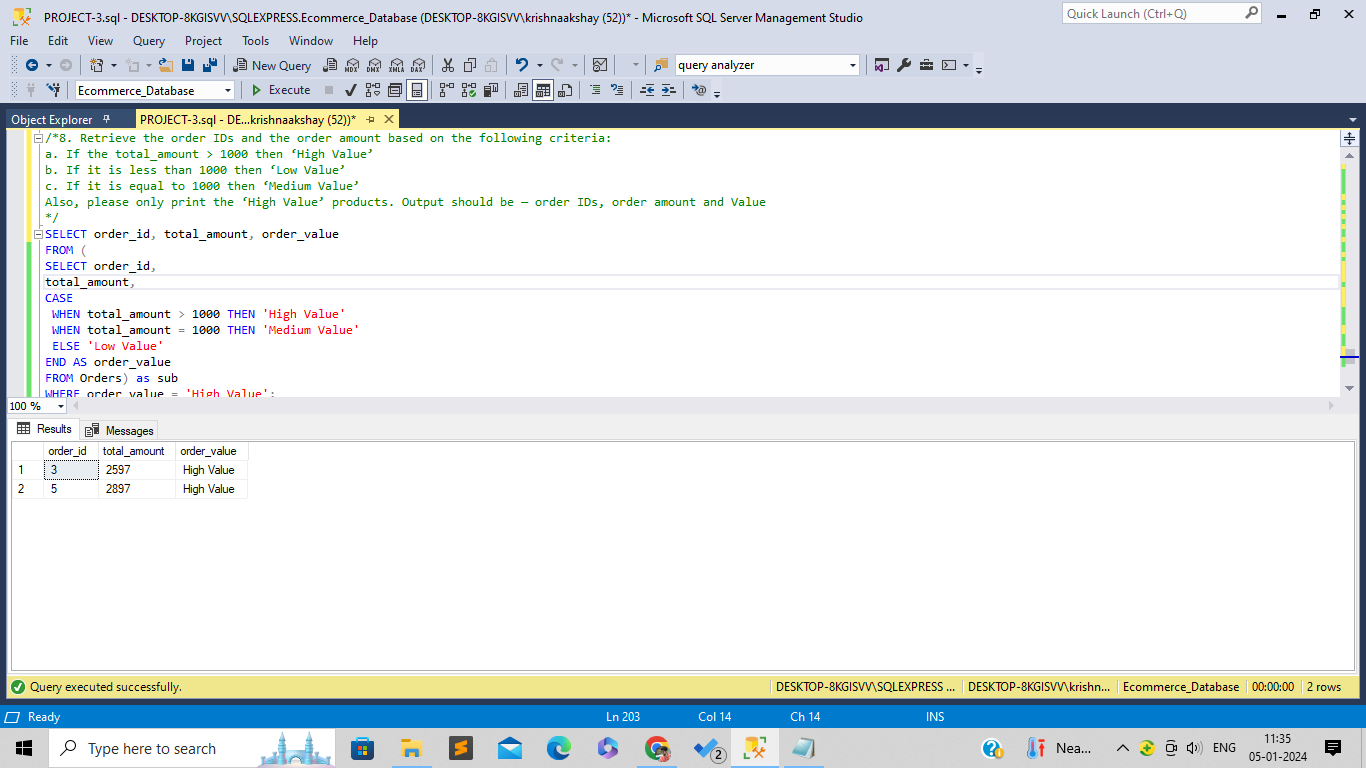 PROJECT-3.sql - DESKTOP-8KGISVV\SQLEXPRESS.Ecommerce_Database (DESKTOP-8KGISVV\krishnaakshay (52))* - Microsoft SQL Server Management Studio
Quick Launch (Ctrl+Q)
File Edit View Query Project Tools Window Help
New Query MDX DMX XMLA DAX query analyzer
Ecommerce_Database Execute
Object Explorer PROJECT-3.sql - DE...krishnaakshay (52))*
/*8. Retrieve the order IDs and the order amount based on the following criteria:
a. If the total_amount > 1000 then ‘High Value’
b. If it is less than 1000 then ‘Low Value’
c. If it is equal to 1000 then ‘Medium Value’
Also, please only print the ‘High Value’ products. Output should be – order IDs, order amount and Value
*/
SELECT order_id, total_amount, order_value
FROM (
SELECT order_id,
total_amount,
CASE
WHEN total_amount > 1000 THEN 'High Value'
WHEN total_amount = 1000 THEN 'Medium Value'
ELSE 'Low Value'
END AS order_value
FROM Orders) as sub
WHERE order_value = 'High Value';
100 %
Results Messages
order_id total_amount order_value
1 3 2597 High Value
2 5 2897 High Value
Query executed successfully. DESKTOP-8KGISVV\SQLEXPRESS ... DESKTOP-8KGISVV\krishn... Ecommerce_Database 00:00:00 2 rows
Ready Ln 203 Col 14 Ch 14 INS
Type here to search 2 Nea... ENG 11:35
05-01-2024